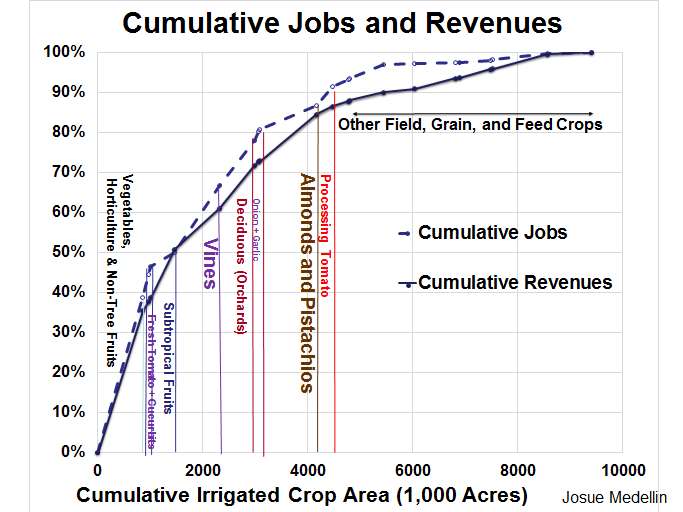 Cumulative Jobs and Revenues
100%
90%
80%
70%
60%
50%
40%
30%
20%
10%
0%
Vegetables,
Horticulture & Non-Tree Fruits
Fresh Tomato + Cucurbits
Subtropical Fruits
Vines
Deciduous (Orchards)
Onion + Garlic
Almonds and Pistachios
Processing Tomato
Other Field, Grain, and Feed Crops
Cumulative Jobs
Cumulative Revenues
0
2000
4000
6000
8000
10000
Cumulative Irrigated Crop Area (1,000 Acres)
Josue Medellin